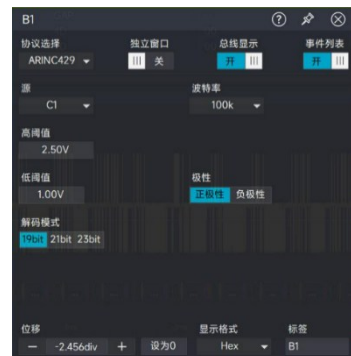 B1
协议选择 独立窗口 总线显示 事件列表
ARINC429 关 开 开
源 波特率
C1 100k
高阈值
2.50V
低阈值 极性
1.00V 正极性 负极性
解码模式
19bit 21bit 23bit
位移 显示格式 标签
-2.456div + 设为0 Hex B1